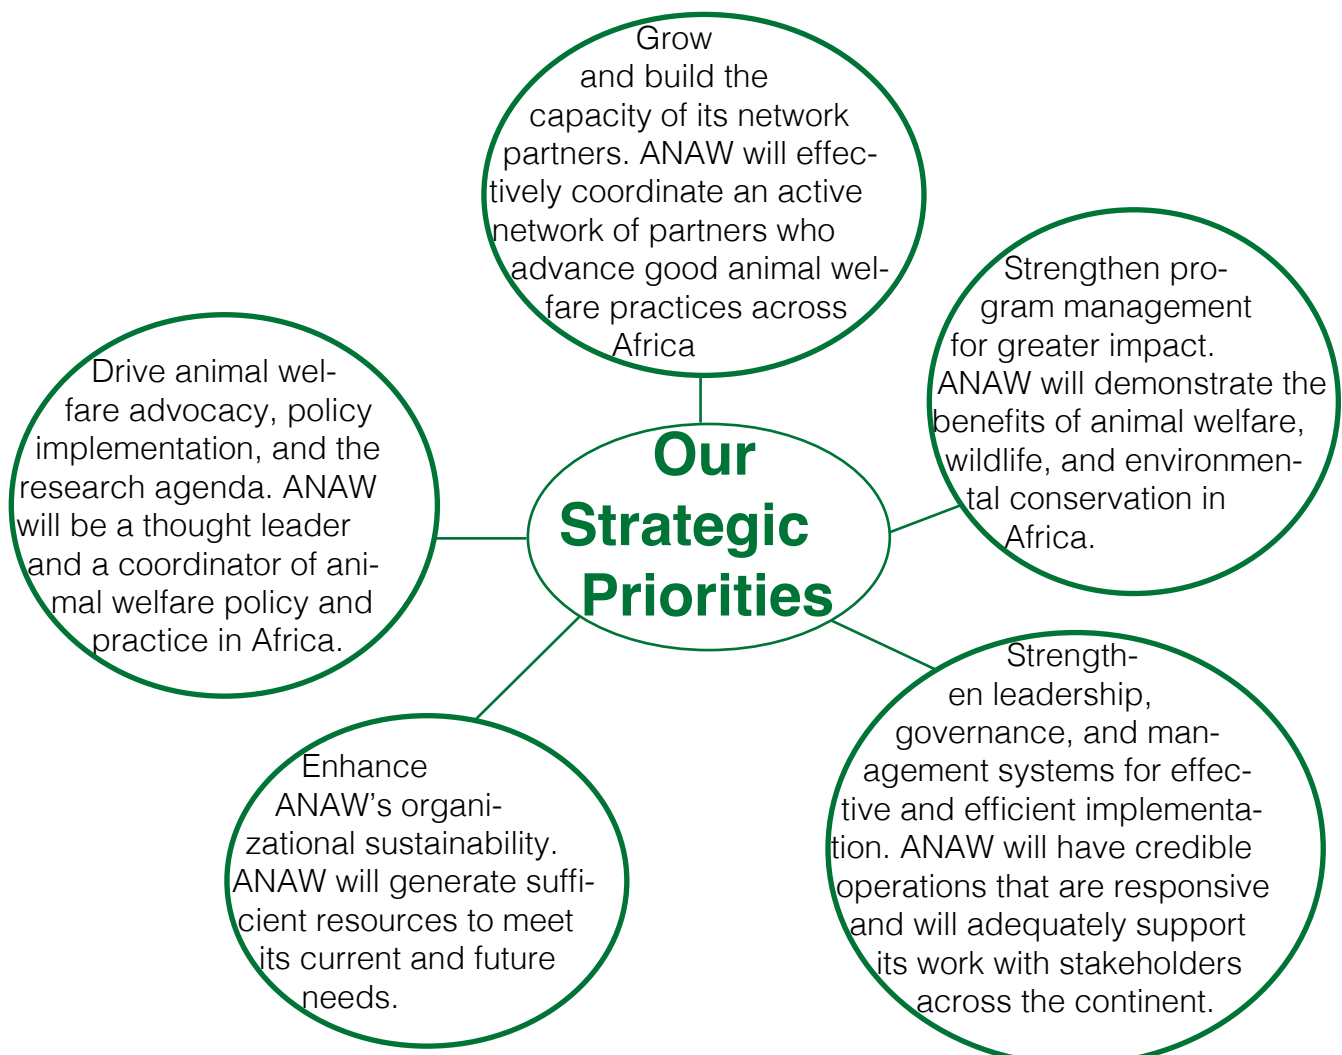 Grow
and build the
capacity of its network
partners. ANAW will effec-
tively coordinate an active
network of partners who
advance good animal wel-
fare practices across
Africa
Strengthen pro-
gram management
for greater impact.
ANAW will demonstrate the
benefits of animal welfare,
wildlife, and environmen-
tal conservation in
Africa.
Drive animal wel-
fare advocacy, policy
implementation, and the
research agenda. ANAW
will be a thought leader
and a coordinator of ani-
mal welfare policy and
practice in Africa.
Our
Strategic
Priorities
Strength-
en leadership,
governance, and man-
agement systems for effec-
tive and efficient implementa-
tion. ANAW will have credible
operations that are responsive
and will adequately support
its work with stakeholders
across the continent.
Enhance
ANAW’s organi-
zational sustainability.
ANAW will generate suffi-
cient resources to meet
its current and future
needs.